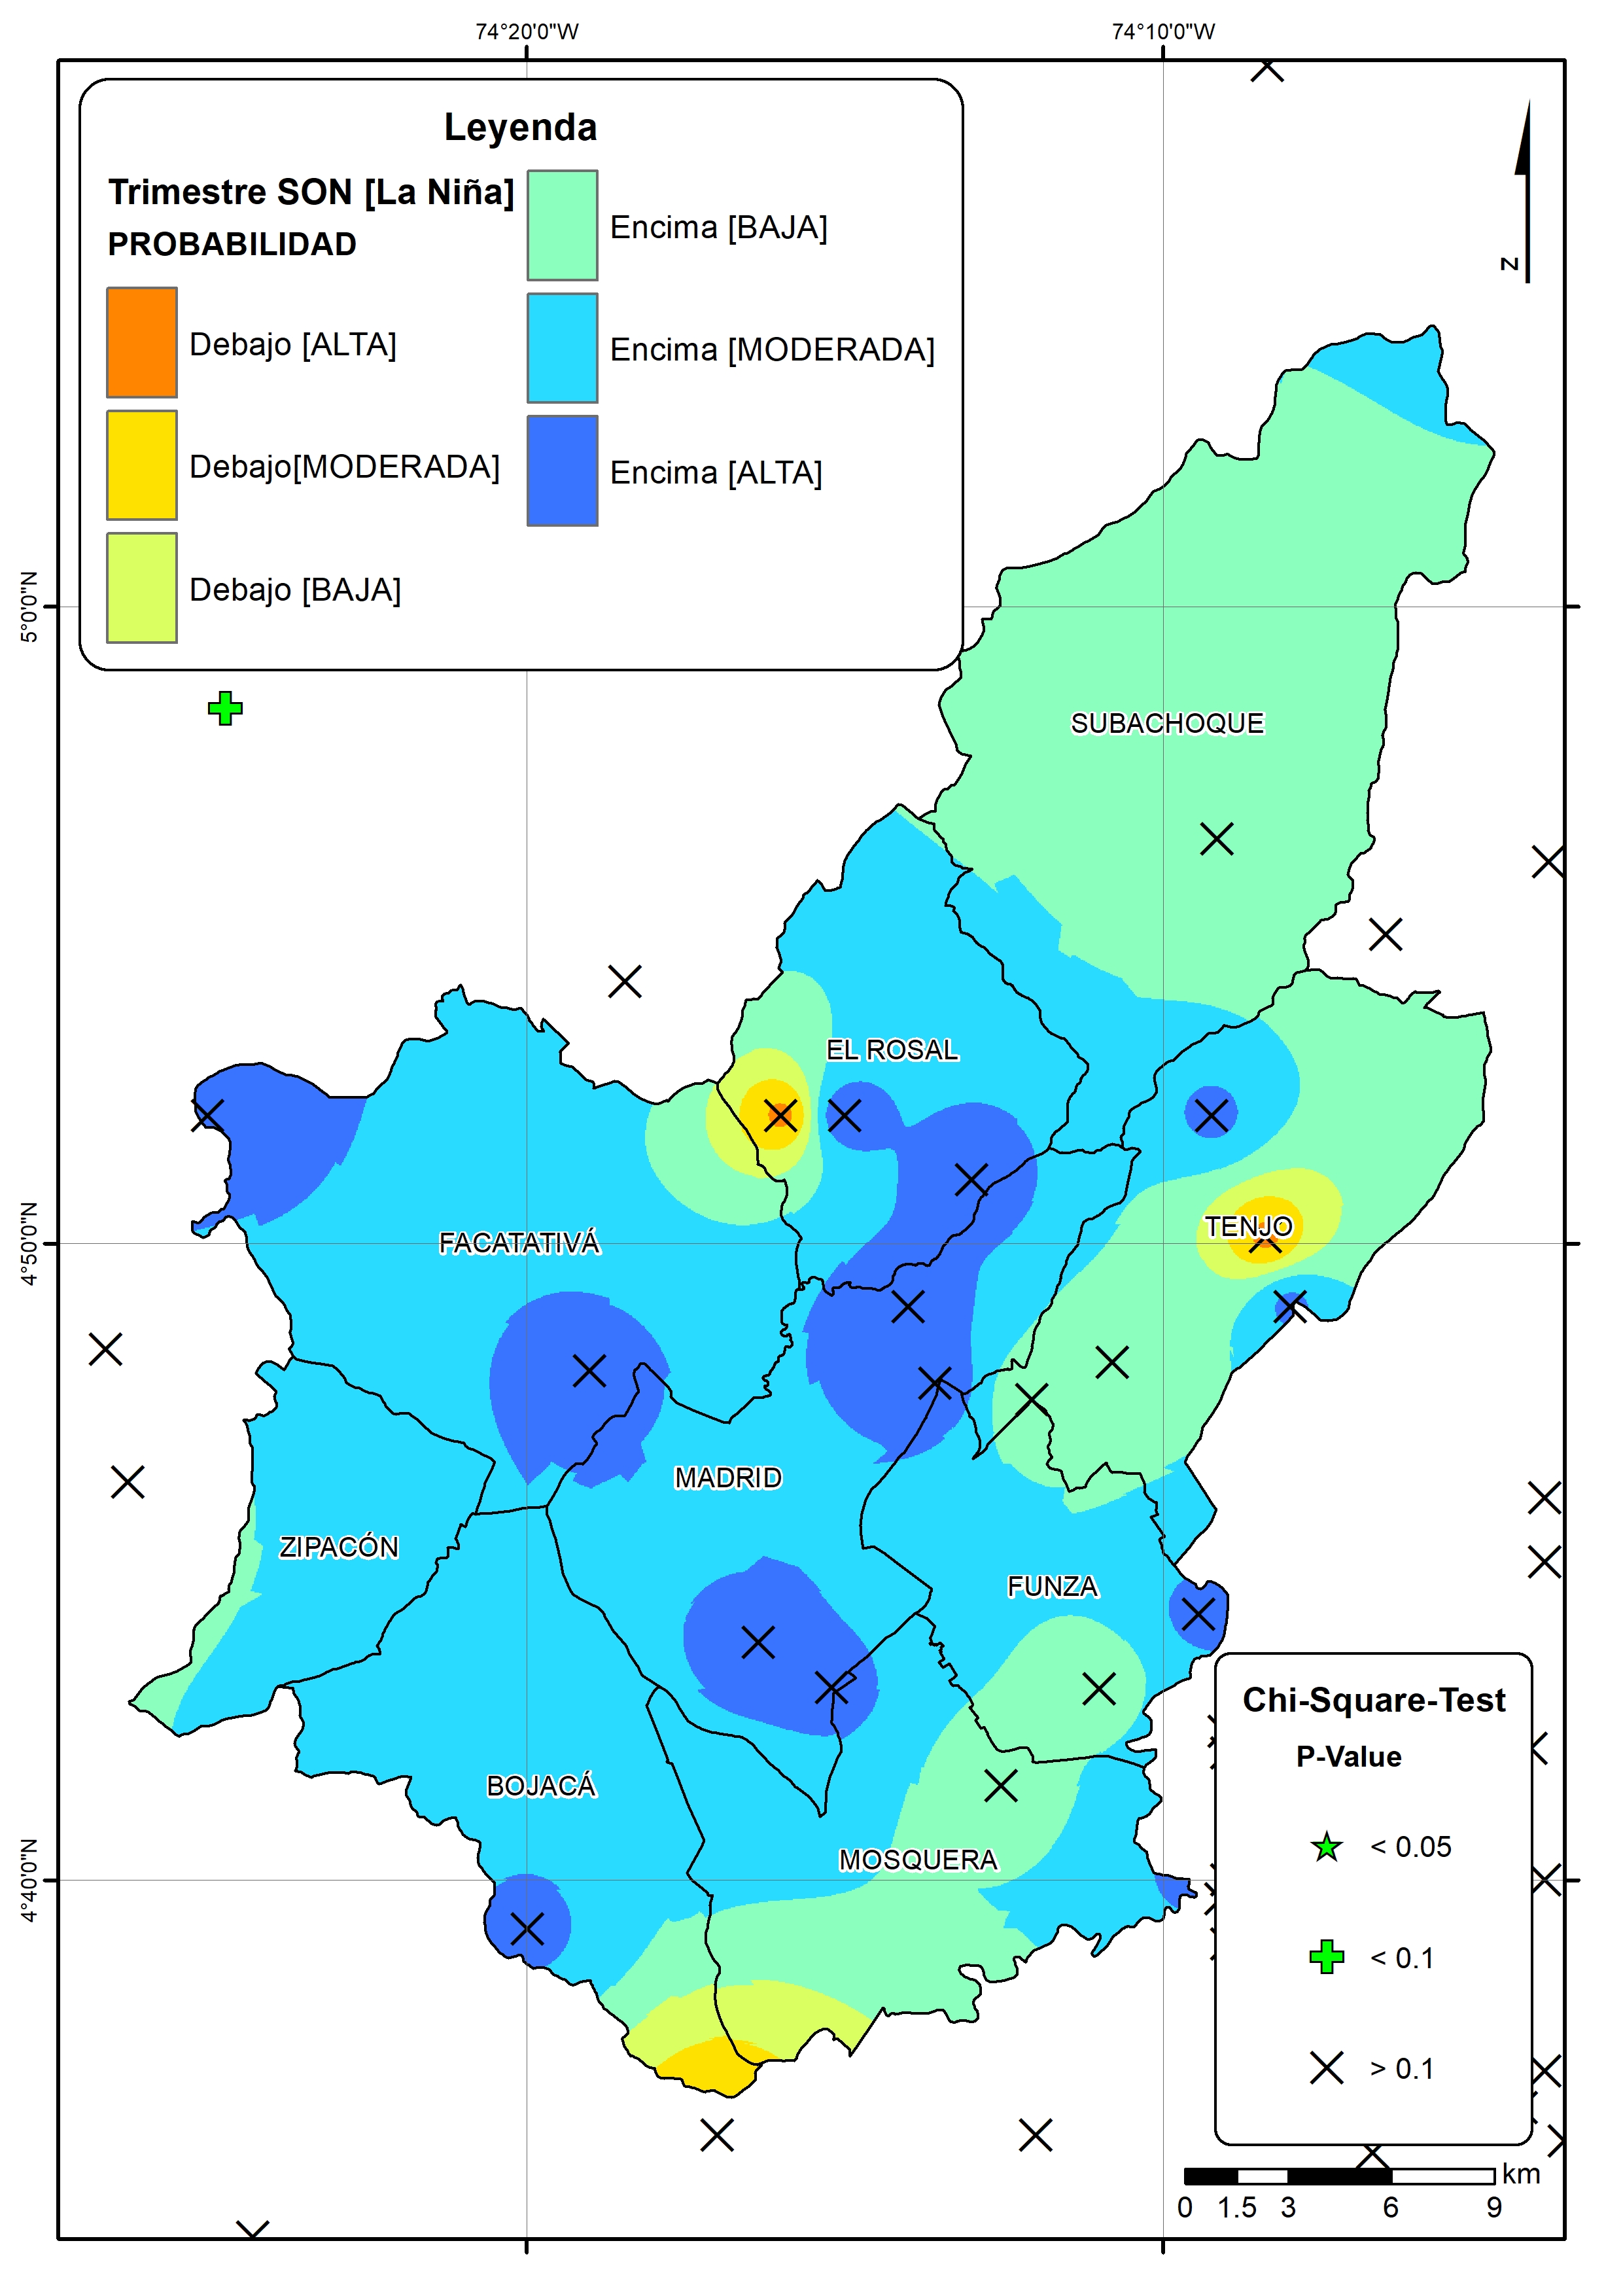 74°20'0"W
74°10'0"W
Leyenda
Trimestre SON [La Niña]
PROBABILIDAD
Debajo [ALTA]
Debajo[MODERADA]
Debajo [BAJA]
Encima [BAJA]
Encima [MODERADA]
Encima [ALTA]
N
5°0'0"N
SUBACHOQUE
EL ROSAL
TENJO
4°50'0"N
FACATATIVÁ
MADRID
ZIPACÓN
FUNZA
BOJACÁ
MOSQUERA
4°40'0"N
Chi-Square-Test
P-Value
< 0.05
< 0.1
> 0.1
km
0 1.5 3 6 9